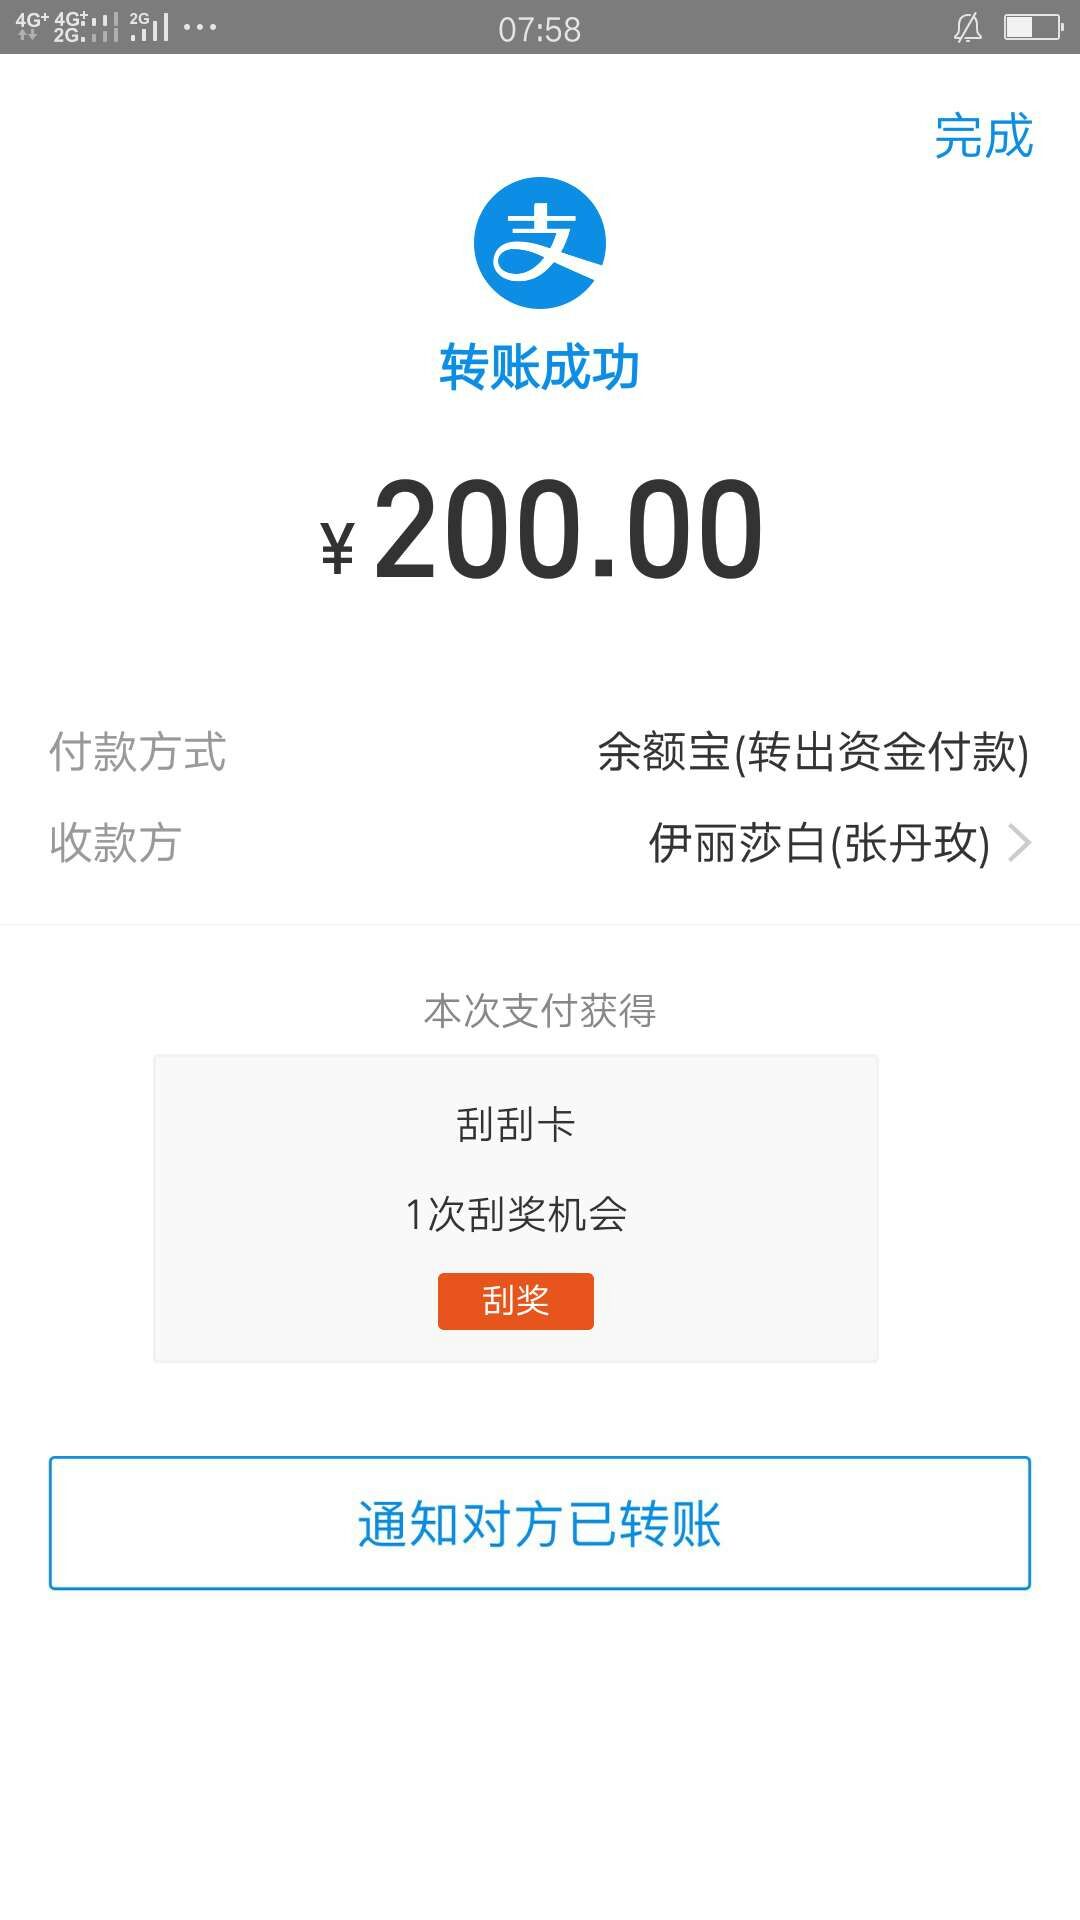 4G+ 4G+ 2G 2G ... 07:58
完成
支
转账成功
¥200.00
付款方式 余额宝(转出资金付款)
收款方 伊丽莎白(张丹玫)
本次支付获得
刮刮卡
1次刮奖机会
刮奖
通知对方已转账